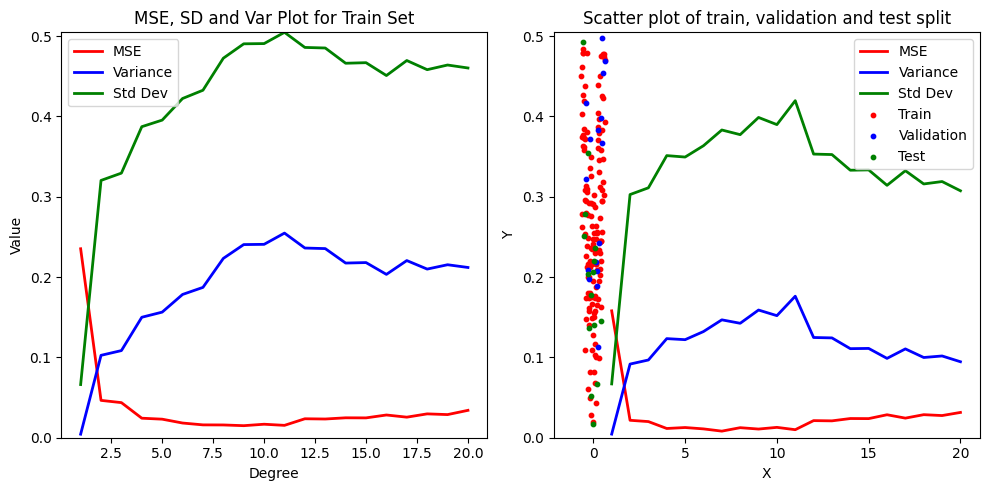 MSE, SD and Var Plot for Train Set
MSE
Variance
Std Dev
0.5
0.4
0.3
0.2
0.1
0.0
Value
2.5 5.0 7.5 10.0 12.5 15.0 17.5 20.0
Degree
Scatter plot of train, validation and test split
MSE
Variance
Std Dev
Train
Validation
Test
0.5
0.4
0.3
0.2
0.1
0.0
Y
0 5 10 15 20
X